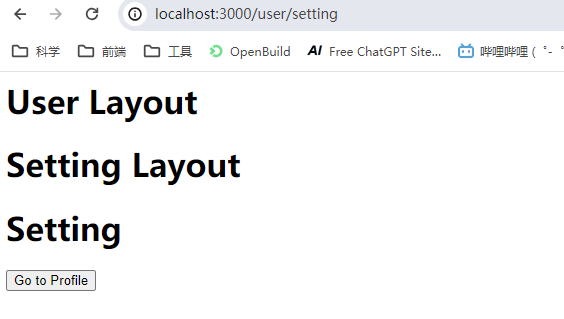 localhost:3000/user/setting
科学 前端 工具 OpenBuild AI Free ChatGPT Site... 哔哩哔哩 ( ゜- ゜
User Layout
Setting Layout
Setting
Go to Profile